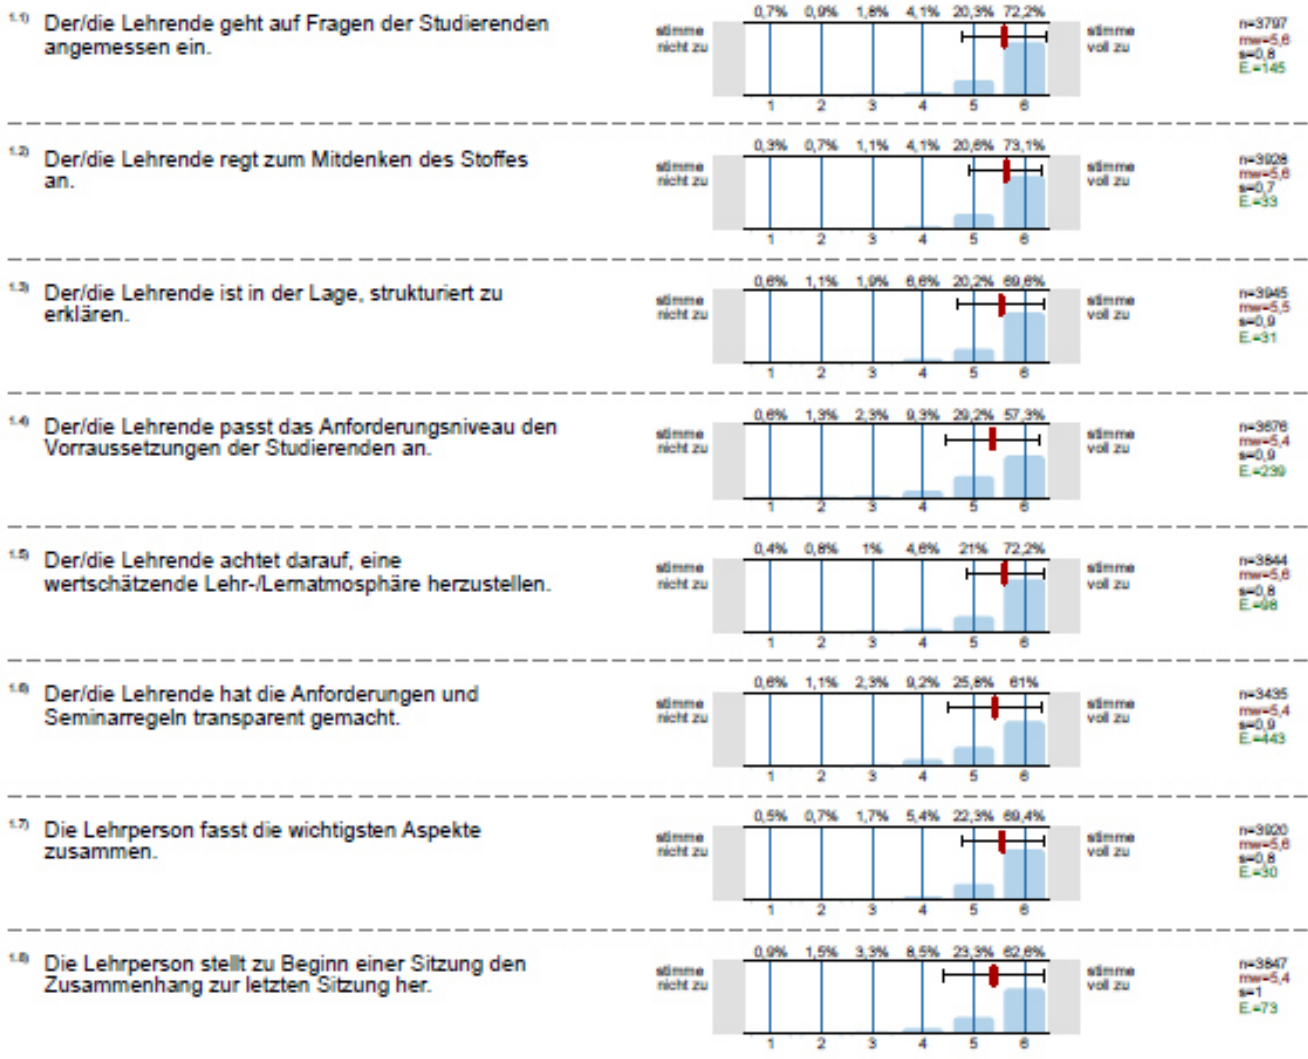 1.1) Der/die Lehrende geht auf Fragen der Studierenden
angemessen ein.
stimme
nicht zu
0,7% 0,9% 1,8% 4,1% 20,3% 72,2%
1 2 3 4 5 6
stimme
voll zu
n=3797
mw=5,6
s=0,8
E.=145
1.2) Der/die Lehrende regt zum Mitdenken des Stoffes
an.
stimme
nicht zu
0,3% 0,7% 1,1% 4,1% 20,6% 73,1%
1 2 3 4 5 6
stimme
voll zu
n=3928
mw=5,6
s=0,7
E.=33
1.3) Der/die Lehrende ist in der Lage, strukturiert zu
erklären.
stimme
nicht zu
0,6% 1,1% 1,9% 6,6% 20,2% 69,6%
1 2 3 4 5 6
stimme
voll zu
n=3945
mw=5,5
s=0,9
E.=31
1.4) Der/die Lehrende passt das Anforderungsniveau den
Vorraussetzungen der Studierenden an.
stimme
nicht zu
0,6% 1,3% 2,3% 9,3% 29,2% 57,3%
1 2 3 4 5 6
stimme
voll zu
n=3676
mw=5,4
s=0,9
E.=239
1.5) Der/die Lehrende achtet darauf, eine
wertschätzende Lehr-/Lernatmosphäre herzustellen.
stimme
nicht zu
0,4% 0,8% 1% 4,6% 21% 72,2%
1 2 3 4 5 6
stimme
voll zu
n=3844
mw=5,6
s=0,8
E.=98
1.6) Der/die Lehrende hat die Anforderungen und
Seminarregeln transparent gemacht.
stimme
nicht zu
0,6% 1,1% 2,3% 9,2% 25,8% 61%
1 2 3 4 5 6
stimme
voll zu
n=3435
mw=5,4
s=0,9
E.=443
1.7) Die Lehrperson fasst die wichtigsten Aspekte
zusammen.
stimme
nicht zu
0,5% 0,7% 1,7% 5,4% 22,3% 69,4%
1 2 3 4 5 6
stimme
voll zu
n=3920
mw=5,6
s=0,8
E.=30
1.8) Die Lehrperson stellt zu Beginn einer Sitzung den
Zusammenhang zur letzten Sitzung her.
stimme
nicht zu
0,9% 1,5% 3,3% 8,5% 23,3% 62,6%
1 2 3 4 5 6
stimme
voll zu
n=3847
mw=5,4
s=1
E.=73